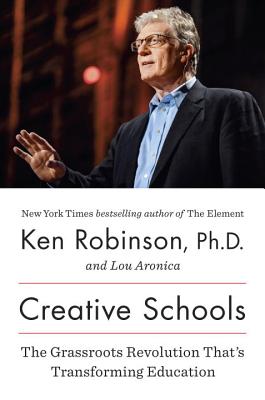 New York Times bestselling author of The Element
Ken Robinson, Ph.D.
and Lou Aronica
Creative Schools
The Grassroots Revolution That's
Transforming Education